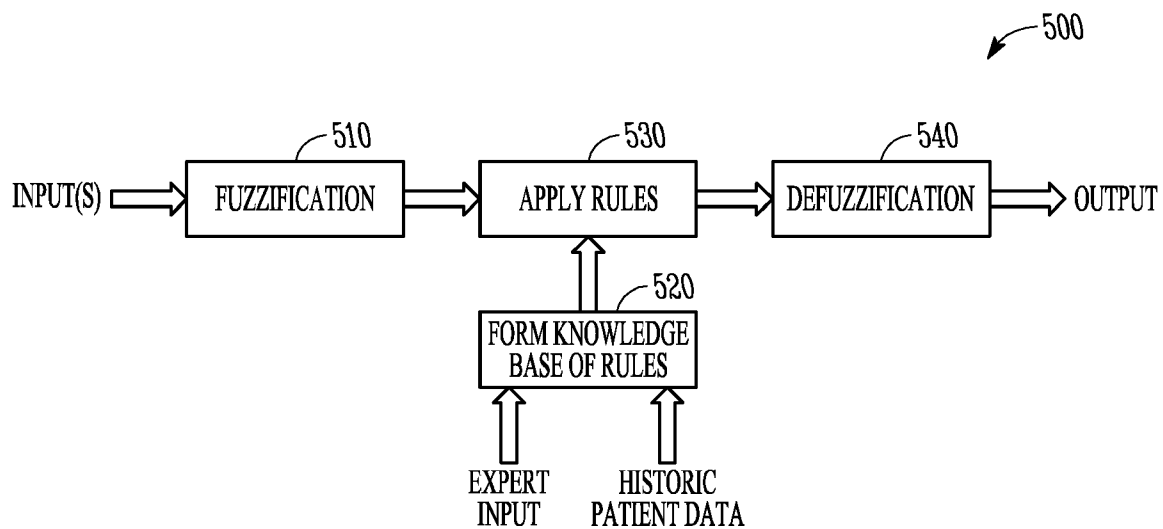 500
510
530
540
INPUT(S)
FUZZIFICATION
APPLY RULES
DEFUZZIFICATION
OUTPUT
520
FORM KNOWLEDGE
BASE OF RULES
EXPERT
INPUT
HISTORIC
PATIENT DATA